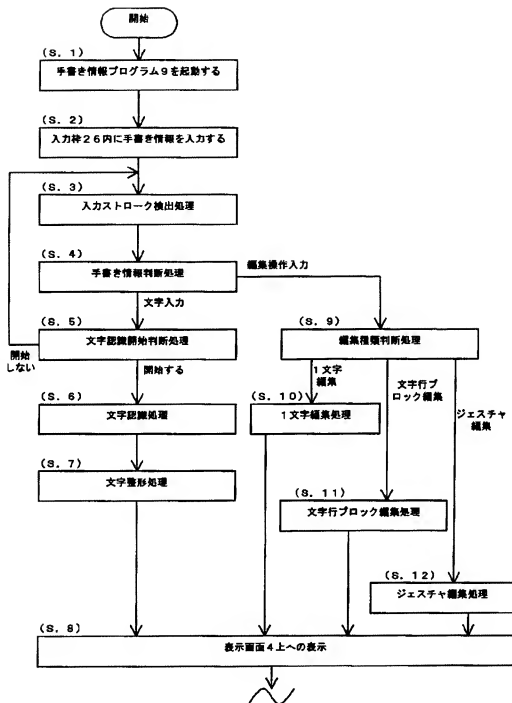 開始
(S. 1)
手書き情報プログラム9を起動する
(S. 2)
入力枠26内に手書き情報を入力する
(S. 3)
入力ストローク検出処理
(S. 4)
手書き情報判断処理
編集操作入力
文字入力
(S. 5)
文字認識開始判断処理
開始
しない
開始する
(S. 9)
編集種類判断処理
1文字
編集
文字行ブ
ロック編集
ジェスチャ
編集
(S. 6)
文字認識処理
(S. 10)
1文字編集処理
(S. 7)
文字整形処理
(S. 11)
文字行ブロック編集処理
(S. 12)
ジェスチャ編集処理
(S. 8)
表示画面4上への表示